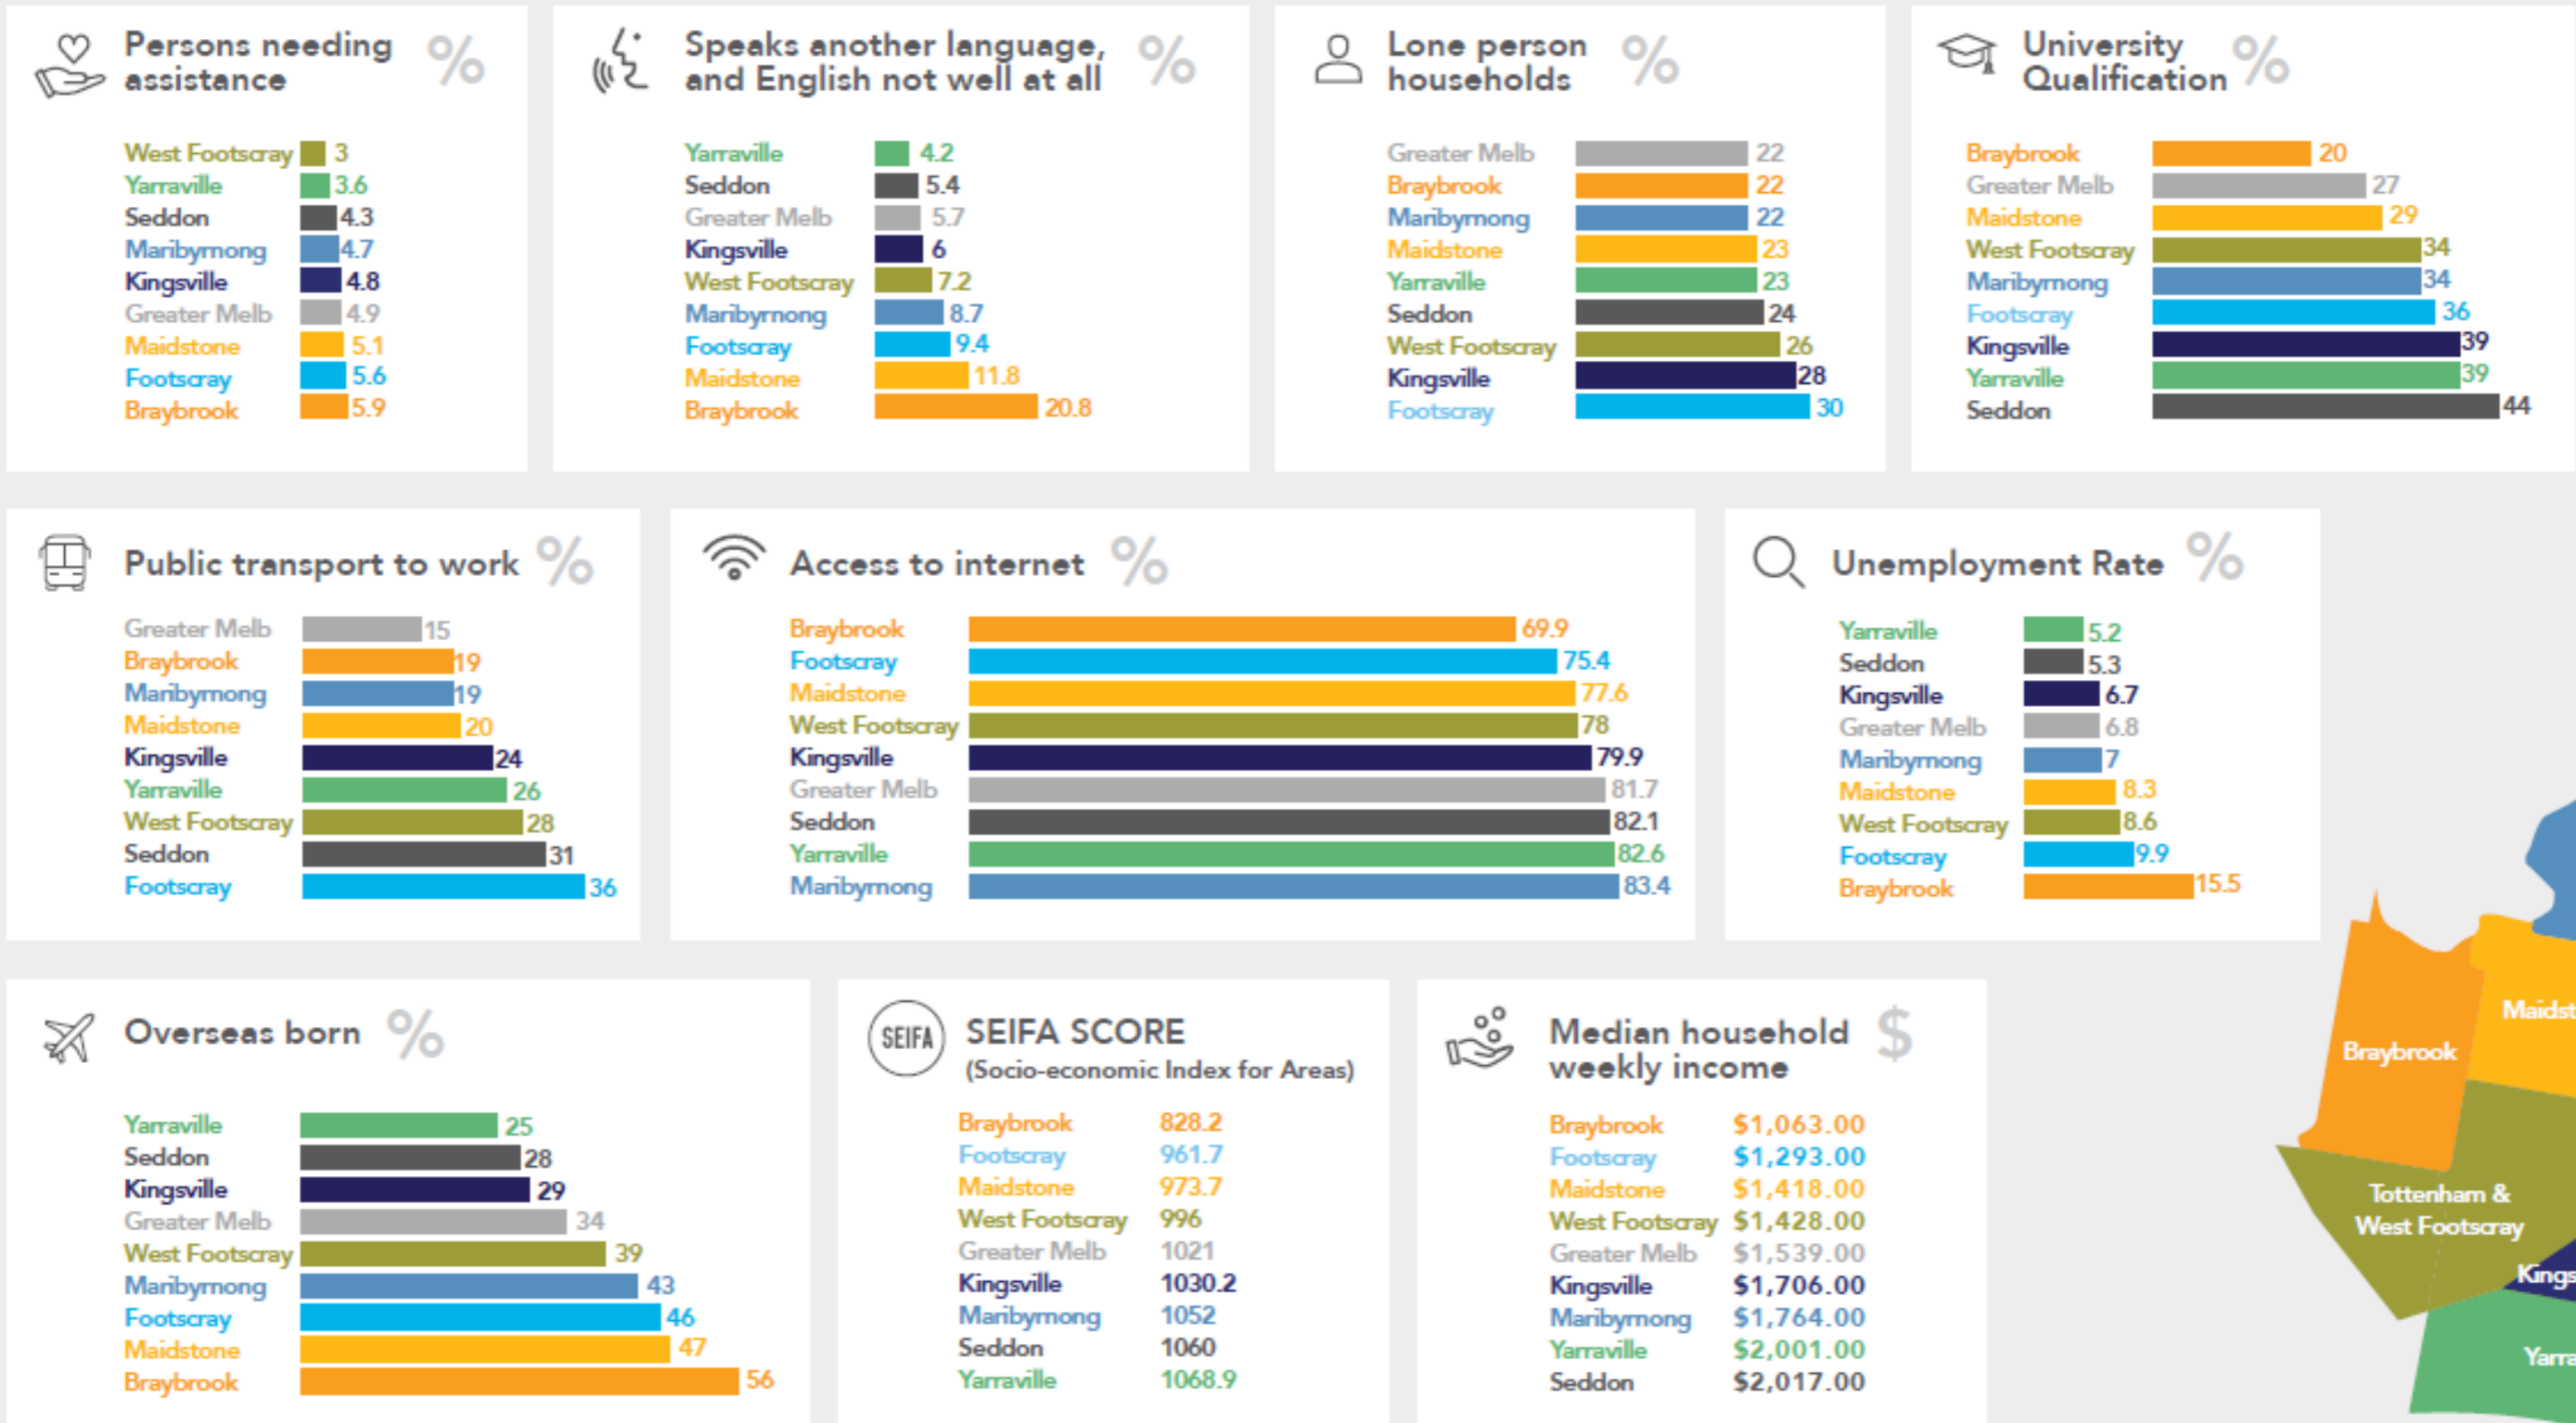 Persons needing
assistance
%
West Footscray 3
Yarraville 3.6
Seddon 4.3
Maribyrnong 4.7
Kingsville 4.8
Greater Melb 4.9
Maidstone 5.1
Footscray 5.6
Braybrook 5.9
Speaks another language,
and English not well at all
%
Yarraville 4.2
Seddon 5.4
Greater Melb 5.7
Kingsville 6
West Footscray 7.2
Maribyrnong 8.7
Footscray 9.4
Maidstone 11.8
Braybrook 20.8
Lone person
households
%
Greater Melb 22
Braybrook 22
Maribyrnong 22
Maidstone 23
Yarraville 23
Seddon 24
West Footscray 26
Kingsville 28
Footscray 30
University
Qualification
%
Braybrook 20
Greater Melb 27
Maidstone 29
West Footscray 34
Maribyrnong 34
Footscray 36
Kingsville 39
Yarraville 39
Seddon 44
Public transport to work %
Greater Melb 15
Braybrook 19
Maribyrnong 19
Maidstone 20
Kingsville 24
Yarraville 26
West Footscray 28
Seddon 31
Footscray 36
Access to internet %
Braybrook 69.9
Footscray 75.4
Maidstone 77.6
West Footscray 78
Kingsville 79.9
Greater Melb 81.7
Seddon 82.1
Yarraville 82.6
Maribyrnong 83.4
Unemployment Rate %
Yarraville 5.2
Seddon 5.3
Kingsville 6.7
Greater Melb 6.8
Maribyrnong 7
Maidstone 8.3
West Footscray 8.6
Footscray 9.9
Braybrook 15.5
Overseas born %
Yarraville 25
Seddon 28
Kingsville 29
Greater Melb 34
West Footscray 39
Maribyrnong 43
Footscray 46
Maidstone 47
Braybrook 56
SEIFA
SEIFA SCORE
(Socio-economic Index for Areas)
Braybrook 828.2
Footscray 961.7
Maidstone 973.7
West Footscray 996
Greater Melb 1021
Kingsville 1030.2
Maribyrnong 1052
Seddon 1060
Yarraville 1068.9
Median household
weekly income
$
Braybrook $1,063.00
Footscray $1,293.00
Maidstone $1,418.00
West Footscray $1,428.00
Greater Melb $1,539.00
Kingsville $1,706.00
Maribyrnong $1,764.00
Yarraville $2,001.00
Seddon $2,017.00
Maidst
Braybrook
Tottenham &
West Footscray
Kings
Yarra